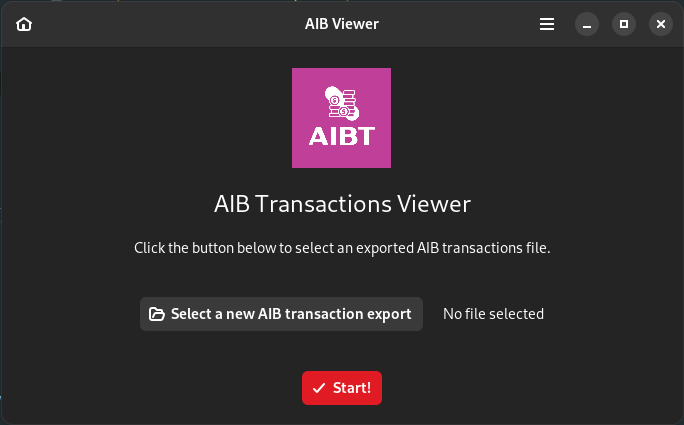 AIB Viewer
AIBT
AIB Transactions Viewer
Click the button below to select an exported AIB transactions file.
Select a new AIB transaction export
No file selected
Start!